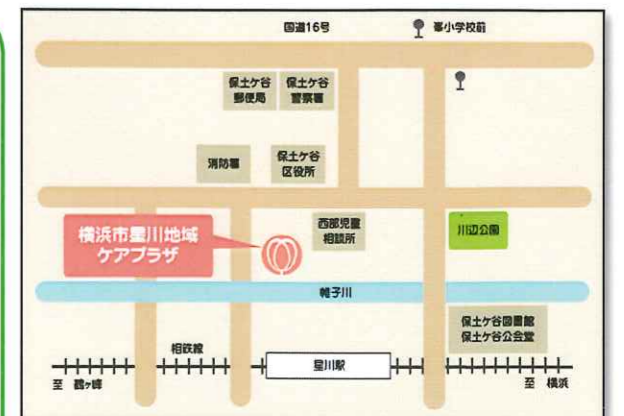 国道16号
峯小学校前
保土ケ谷
郵便局
保土ケ谷
警察署
消防署
保土ケ谷
区役所
横浜市星川地域
ケアプラザ
西部児童
相談所
川辺公園
帷子川
保土ケ谷図書館
保土ケ谷公会堂
相鉄線
星川駅
至 鶴ヶ峰
至 横浜